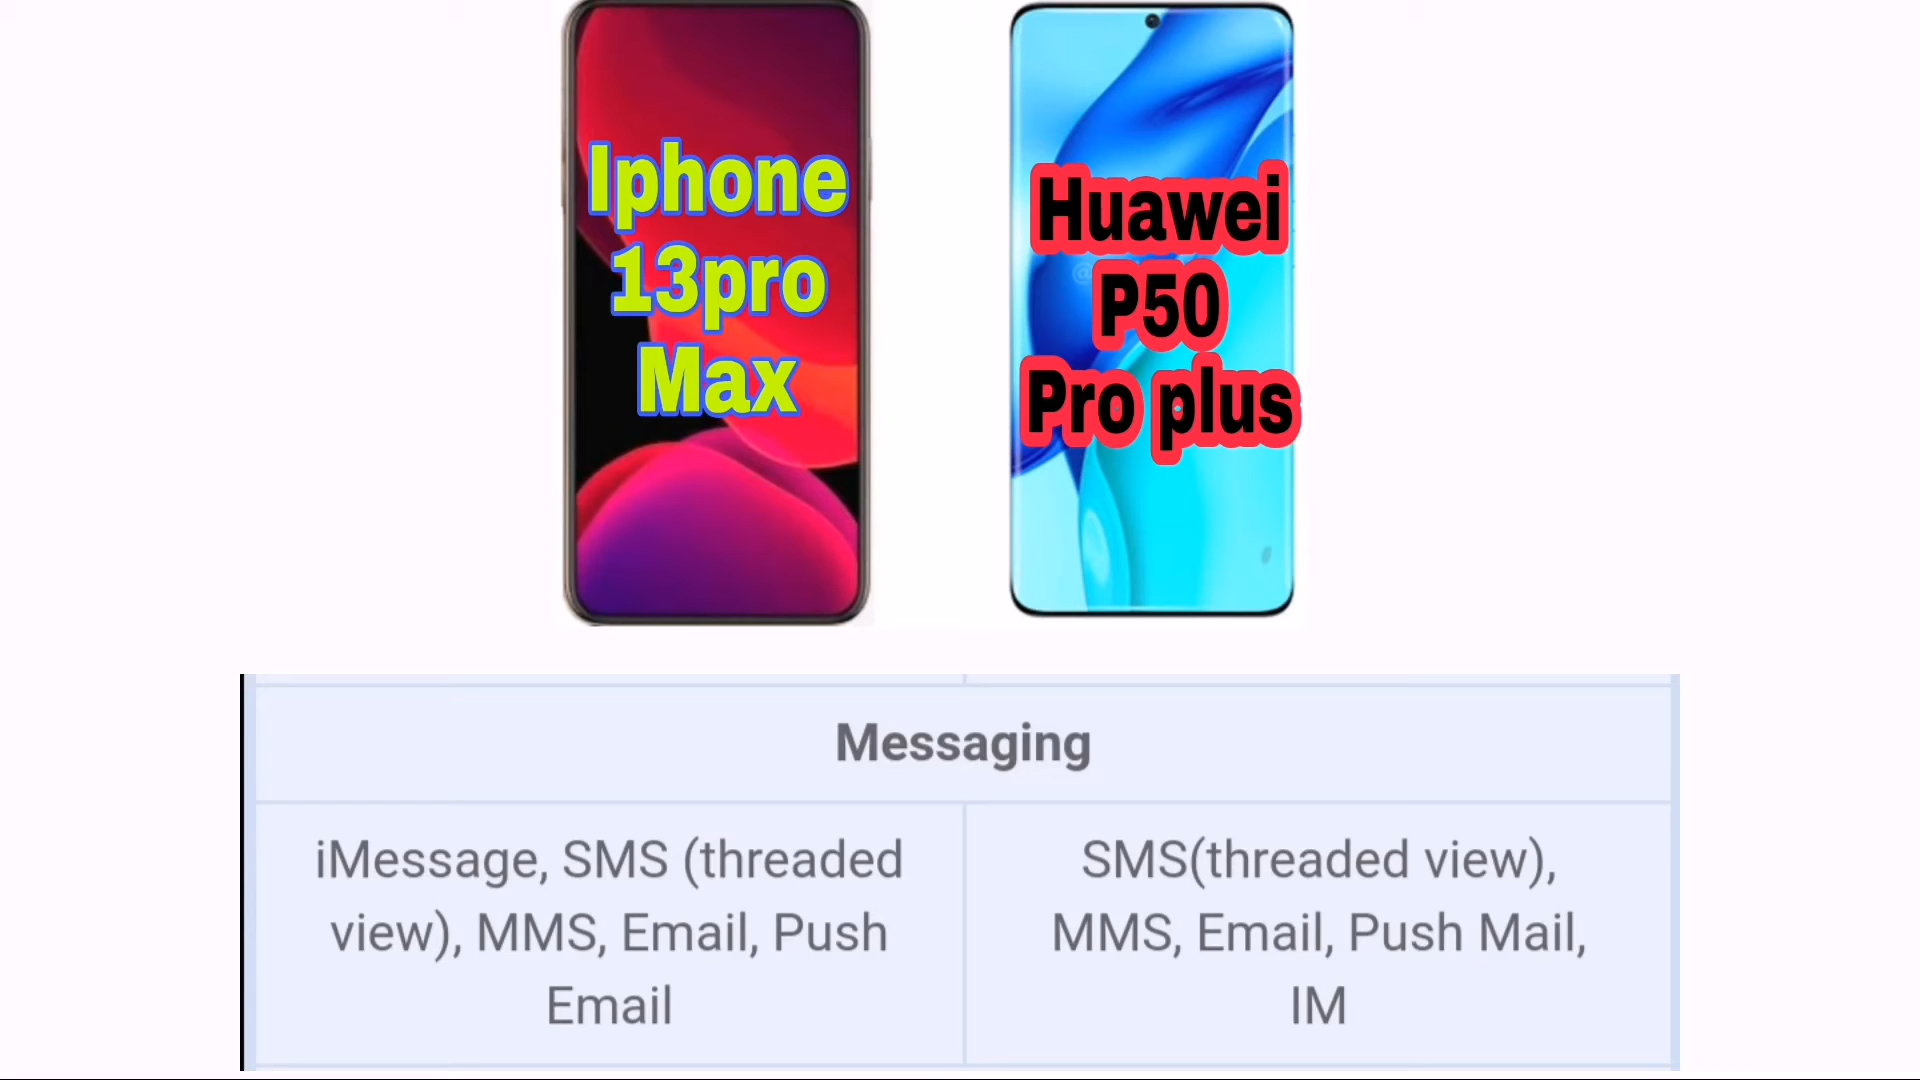 Iphone
13pro
Max
Huawei
P50
Pro plus
Messaging
iMessage, SMS (threaded
view), MMS, Email, Push
Email
SMS(threaded view),
MMS, Email, Push Mail,
IM